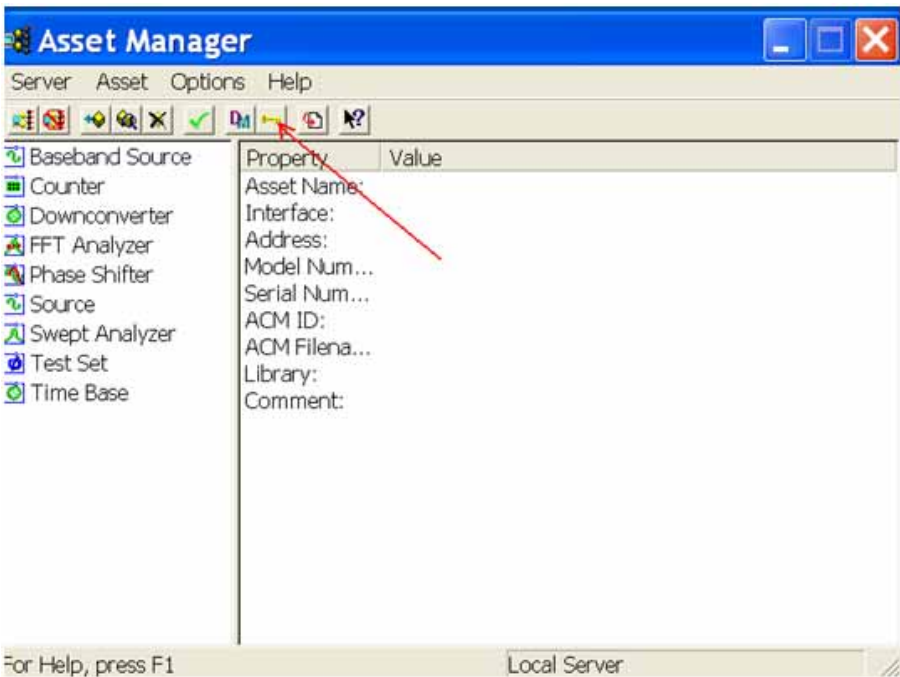 Asset Manager
Server Asset Options Help
Baseband Source
Counter
Downconverter
FFT Analyzer
Phase Shifter
Source
Swept Analyzer
Test Set
Time Base
Property Value
Asset Name:
Interface:
Address:
Model Num...
Serial Num...
ACM ID:
ACM Filena...
Library:
Comment:
For Help, press F1
Local Server